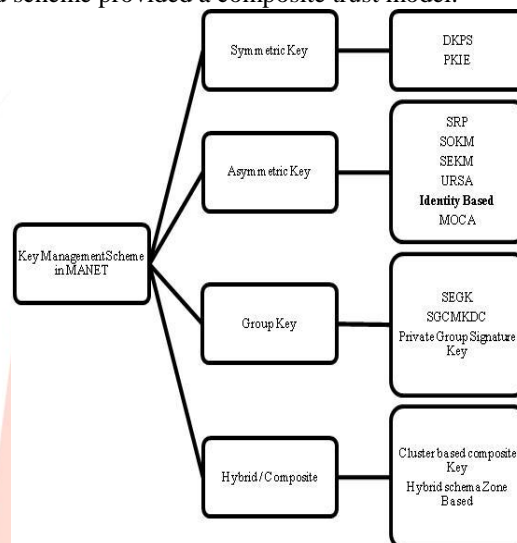 d scheme provided a composite trust model.
Key Management Scheme
in MANET
Symmetric Key
DKPS
PKIE
Asymmetric Key
SRP
SOKM
SEKM
URSA
Identity Based
MOCA
Group Key
SEGK
SGCMKDC
Private Group Signature
Key
Hybrid / Composite
Cluster based composite
Key
Hybrid schema Zone
Based